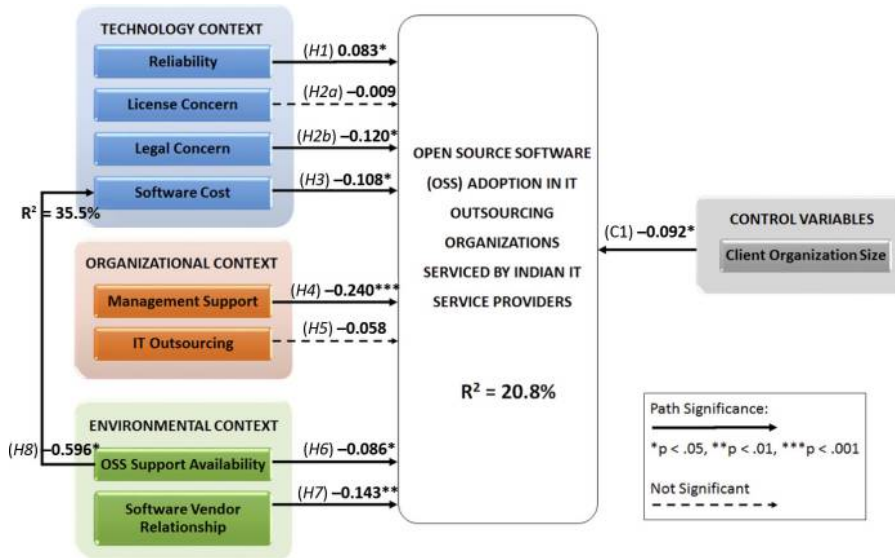 TECHNOLOGY CONTEXT
Reliability
(H1) 0.083*
License Concern
(H2a) –0.009
Legal Concern
(H2b) –0.120*
Software Cost
(H3) –0.108*
R² = 35.5%
ORGANIZATIONAL CONTEXT
Management Support
(H4) –0.240***
IT Outsourcing
(H5) –0.058
ENVIRONMENTAL CONTEXT
(H8) –0.596*
OSS Support Availability
(H6) –0.086*
Software Vendor
Relationship
(H7) –0.143**
OPEN SOURCE SOFTWARE
(OSS) ADOPTION IN IT
OUTSOURCING
ORGANIZATIONS
SERVICED BY INDIAN IT
SERVICE PROVIDERS
R² = 20.8%
(C1) –0.092*
CONTROL VARIABLES
Client Organization Size
Path Significance:
*p < .05, **p < .01, ***p < .001
Not Significant